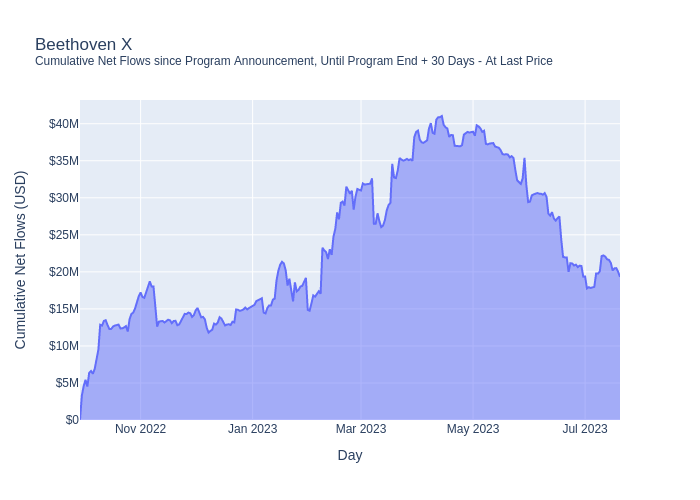 Beethoven X
Cumulative Net Flows since Program Announcement, Until Program End + 30 Days - At Last Price
Cumulative Net Flows (USD)
$40M
$35M
$30M
$25M
$20M
$15M
$10M
$5M
$0
Nov 2022
Jan 2023
Mar 2023
May 2023
Jul 2023
Day